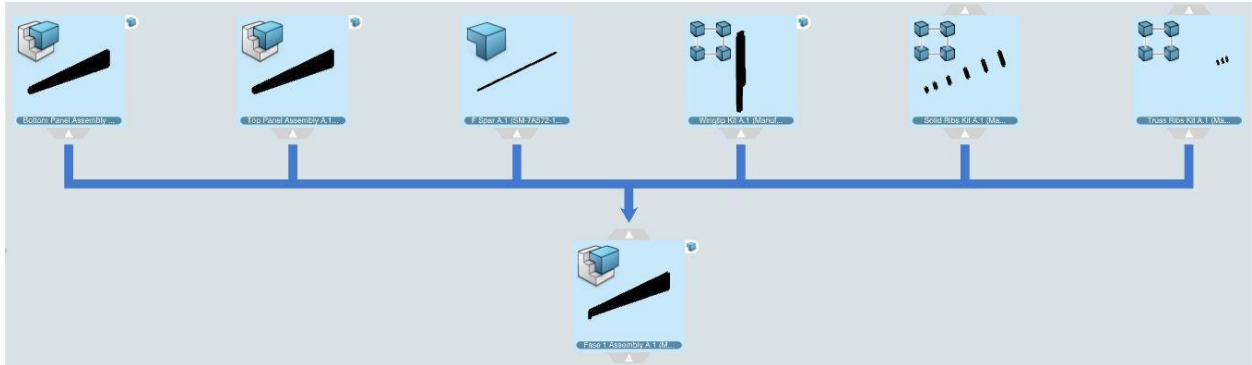 Bottom Panel Assembly ...
Top Panel Assembly A.1...
F Spar A.1 (SM-7A572-1...
Wingtip Kit A.1 (Manuf...
Solid Ribs Kit A.1 (Ma...
Truss Ribs Kit A.1 (Ma...
Fase 1 Assembly A.1 (M...